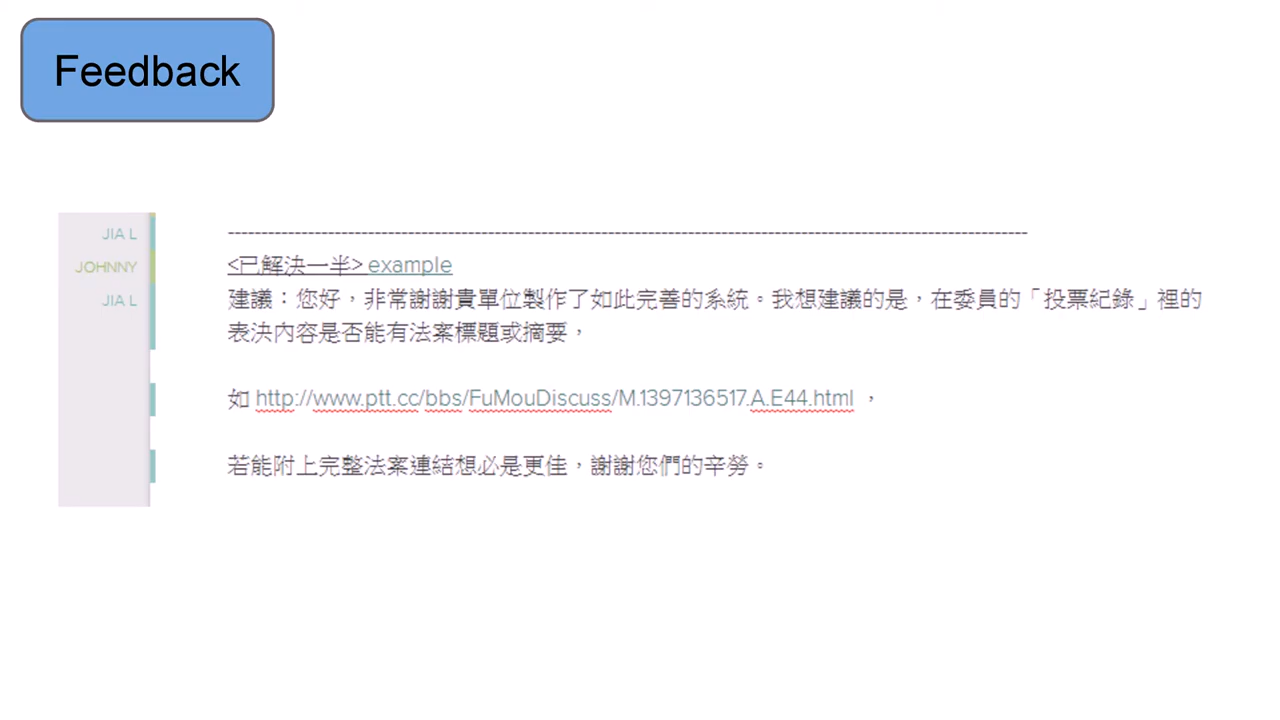 Feedback
JIA L
JOHNNY
JIA L
--------------------------------------------------------------------------------------------------------------------
<已解決一半> example
建議：您好，非常謝謝貴單位製作了如此完善的系統。我想建議的是，在委員的「投票紀錄」裡的
表決內容是否能有法案標題或摘要，
如 http://www.ptt.cc/bbs/FuMouDiscuss/M.1397136517.A.E44.html ，
若能附上完整法案連結想必是更佳，謝謝您們的辛勞。